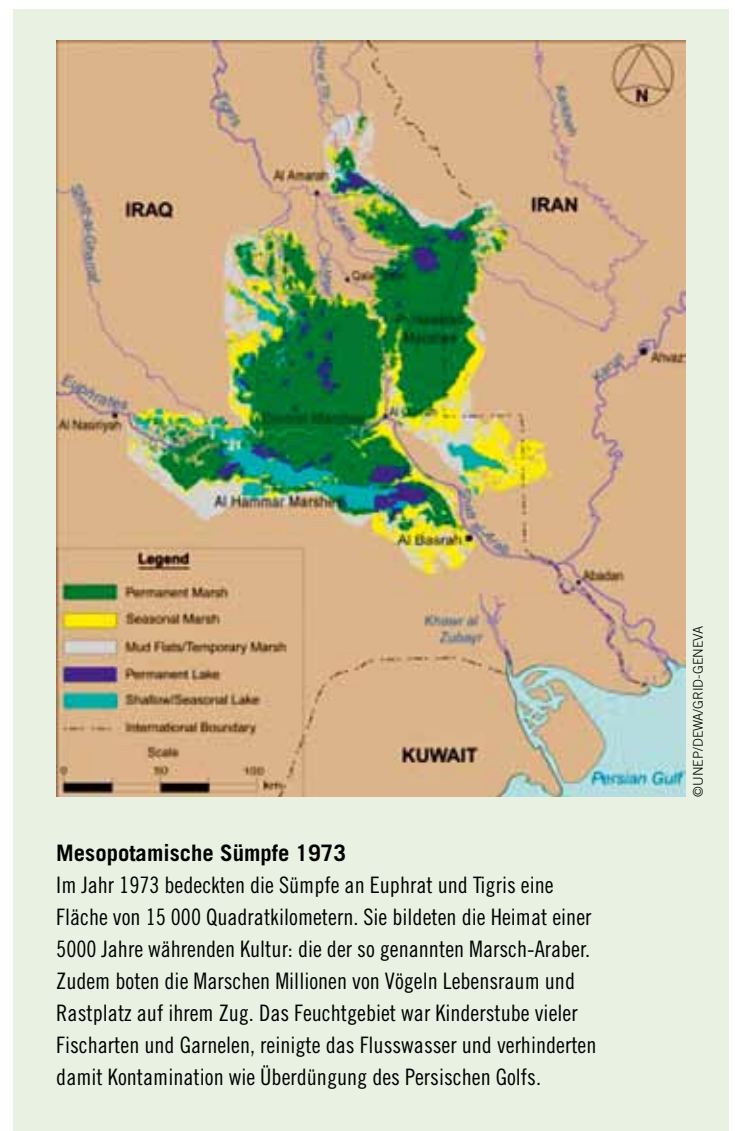 Tigris
Karkheh
Al Amarah
IRAQ
IRAN
Shatt-al-Gharraf
Karun
Ahvaz
Euphrates
Al Nasiriyah
Al Hammar Marshes
Shatt al-Arab
Al Basrah
Abadan
Khawr al
Zubayr
KUWAIT
Persian Gulf
N
Legend
Permanent Marsh
Seasonal Marsh
Mud Flats/Temporary Marsh
Permanent Lake
Shallow/Seasonal Lake
International Boundary
Scale
0 50 100
km
©UNEP/DEWA/GRID-GENEVA
Mesopotamische Sümpfe 1973
Im Jahr 1973 bedeckten die Sümpfe an Euphrat und Tigris eine
Fläche von 15 000 Quadratkilometern. Sie bildeten die Heimat einer
5000 Jahre währenden Kultur: die der so genannten Marsch-Araber.
Zudem boten die Marschen Millionen von Vögeln Lebensraum und
Rastplatz auf ihrem Zug. Das Feuchtgebiet war Kinderstube vieler
Fischarten und Garnelen, reinigte das Flusswasser und verhinderten
damit Kontamination wie Überdüngung des Persischen Golfs.